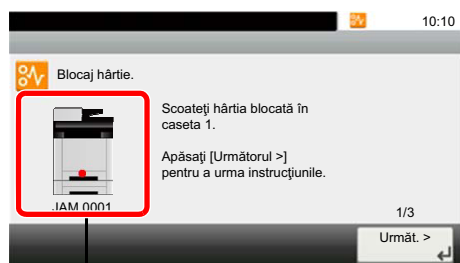 10:10
Blocaj hârtie.
Scoateţi hârtia blocată în
caseta 1.
Apăsaţi [Următorul >]
pentru a urma instrucţiunile.
JAM 0001
1/3
Următ. >